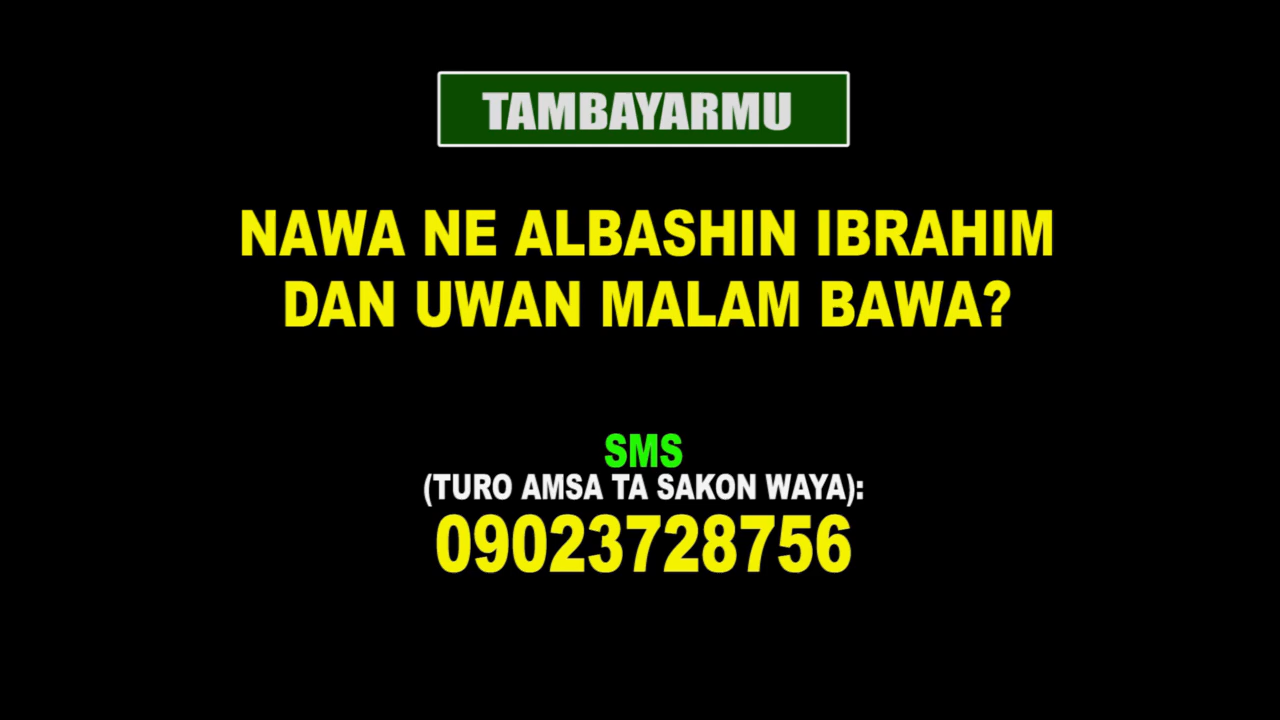 TAMBAYARMU
NAWA NE ALBASHIN IBRAHIM
DAN UWAN MALAM BAWA?
SMS
(TURO AMSA TA SAKON WAYA):
09023728756